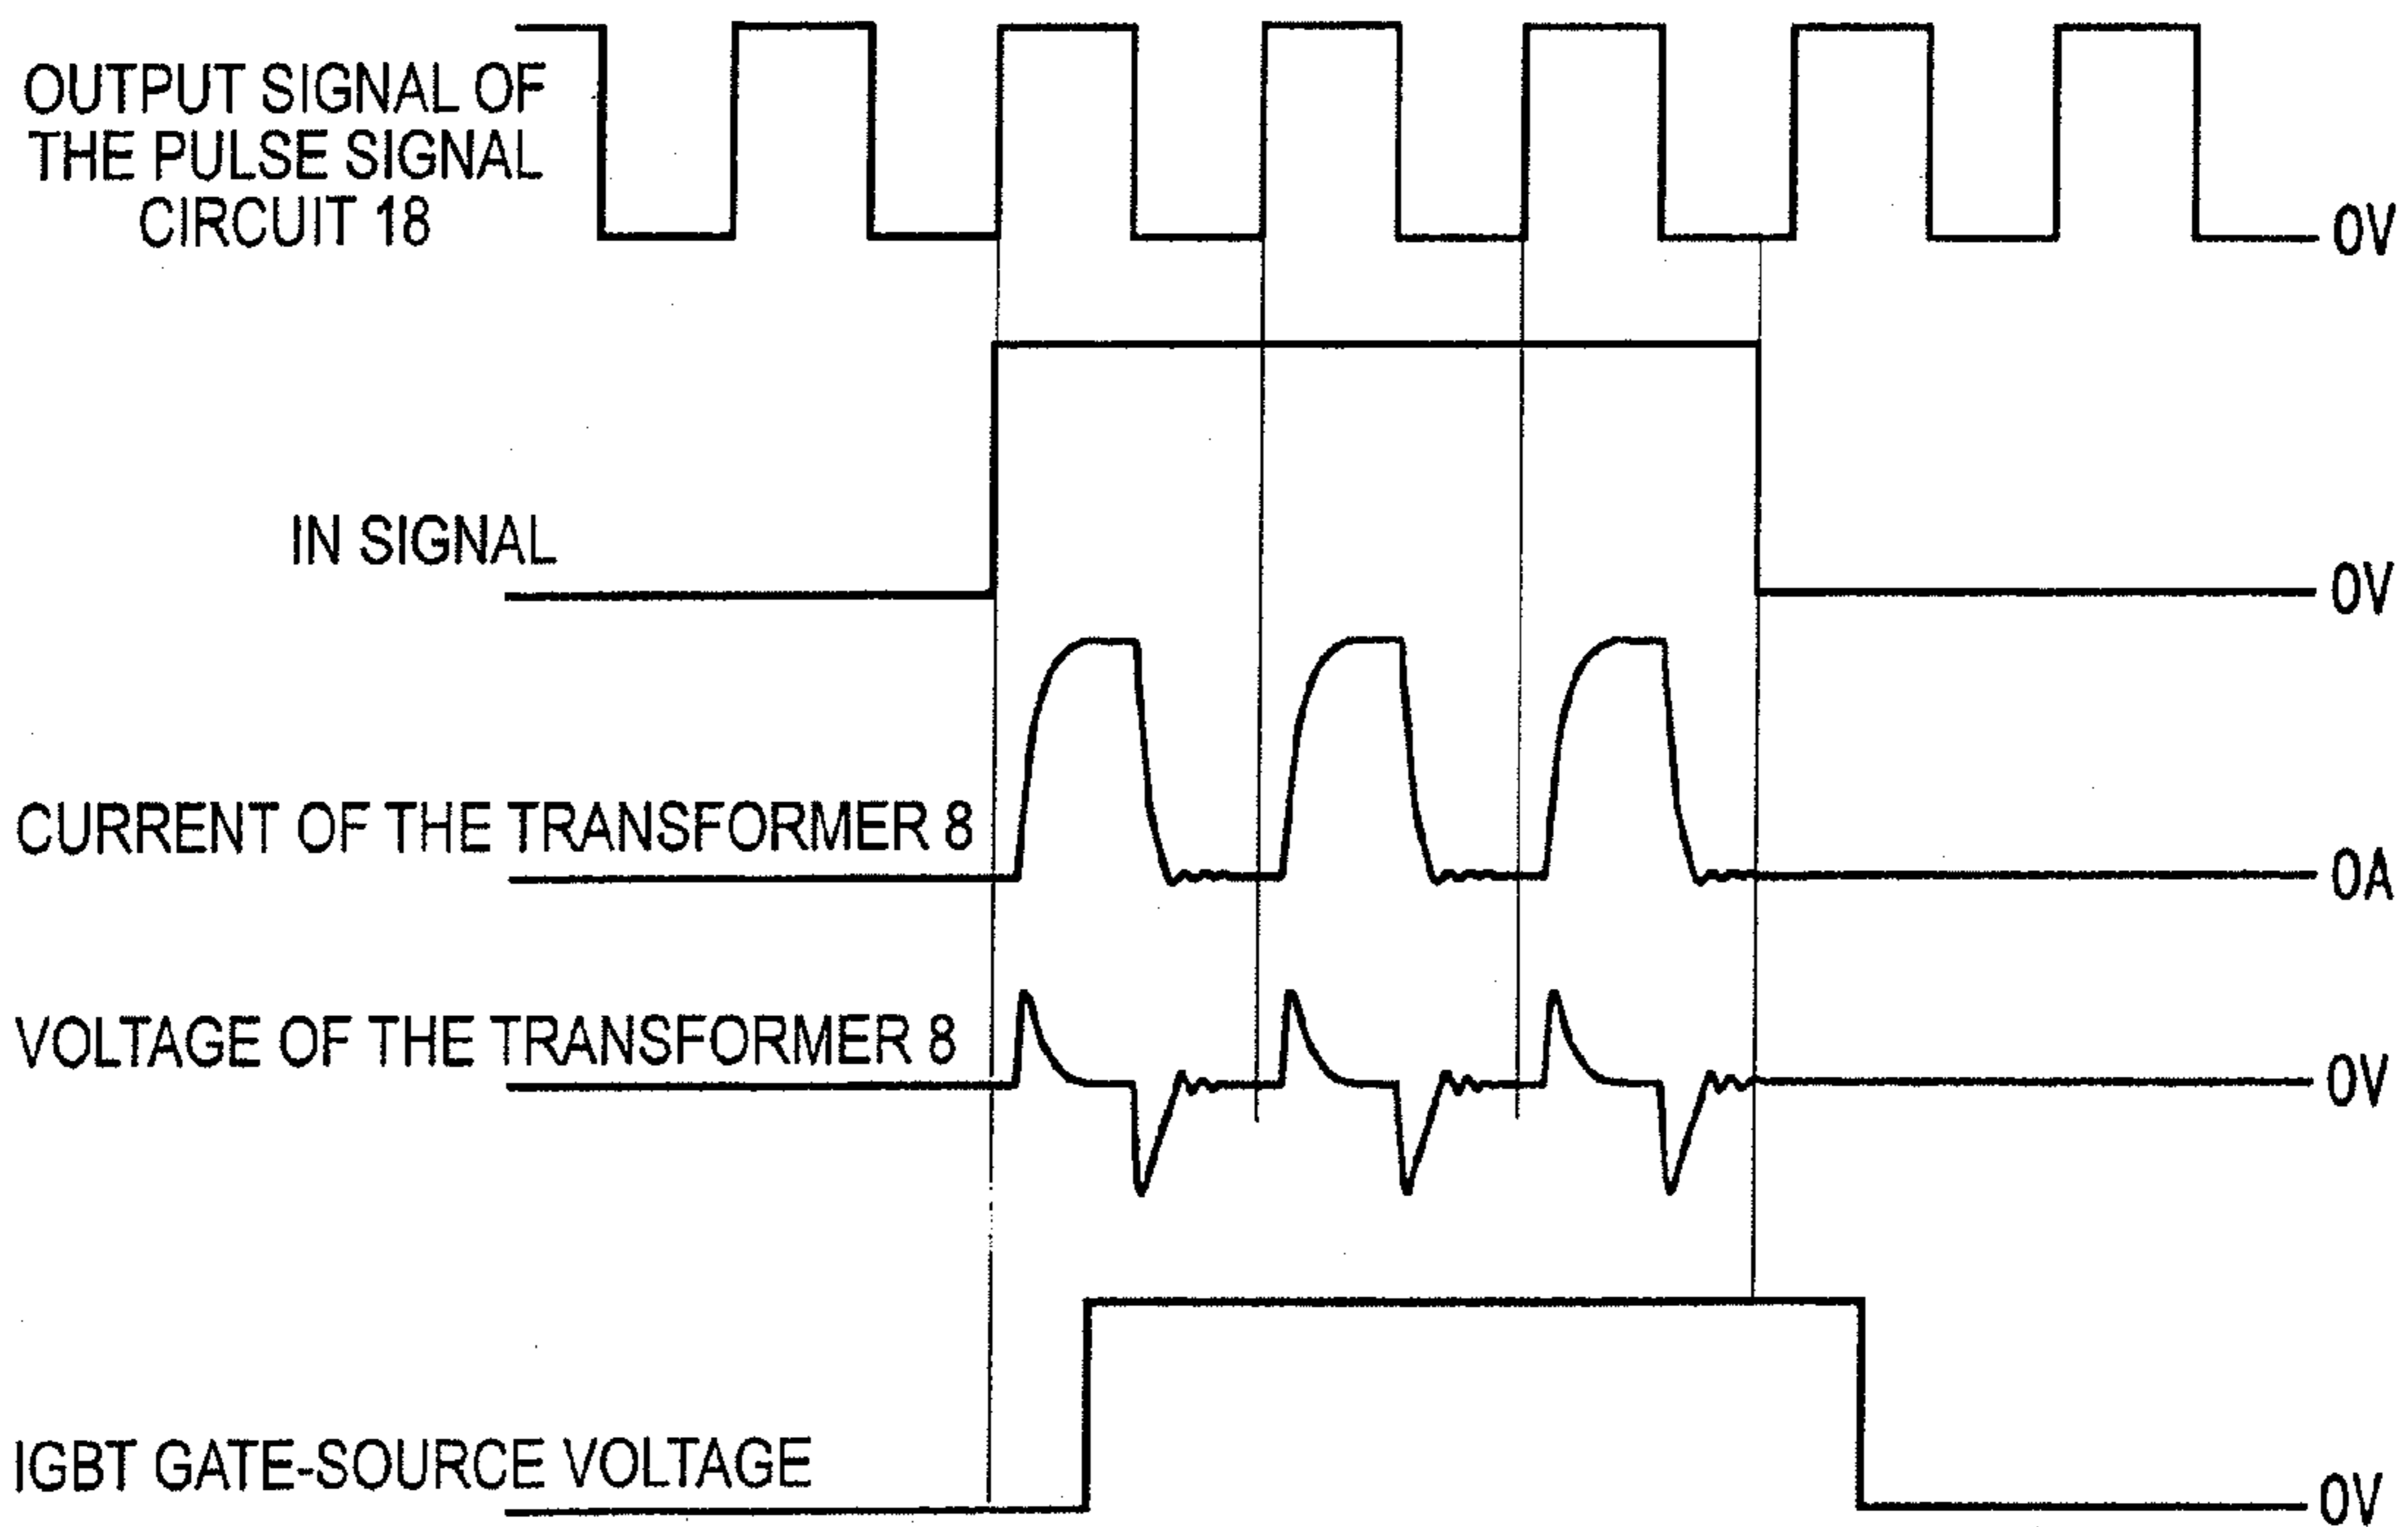 OUTPUT SIGNAL OF
THE PULSE SIGNAL
CIRCUIT 18
0V
IN SIGNAL
0V
CURRENT OF THE TRANSFORMER 8
0A
VOLTAGE OF THE TRANSFORMER 8
0V
IGBT GATE-SOURCE VOLTAGE
0V